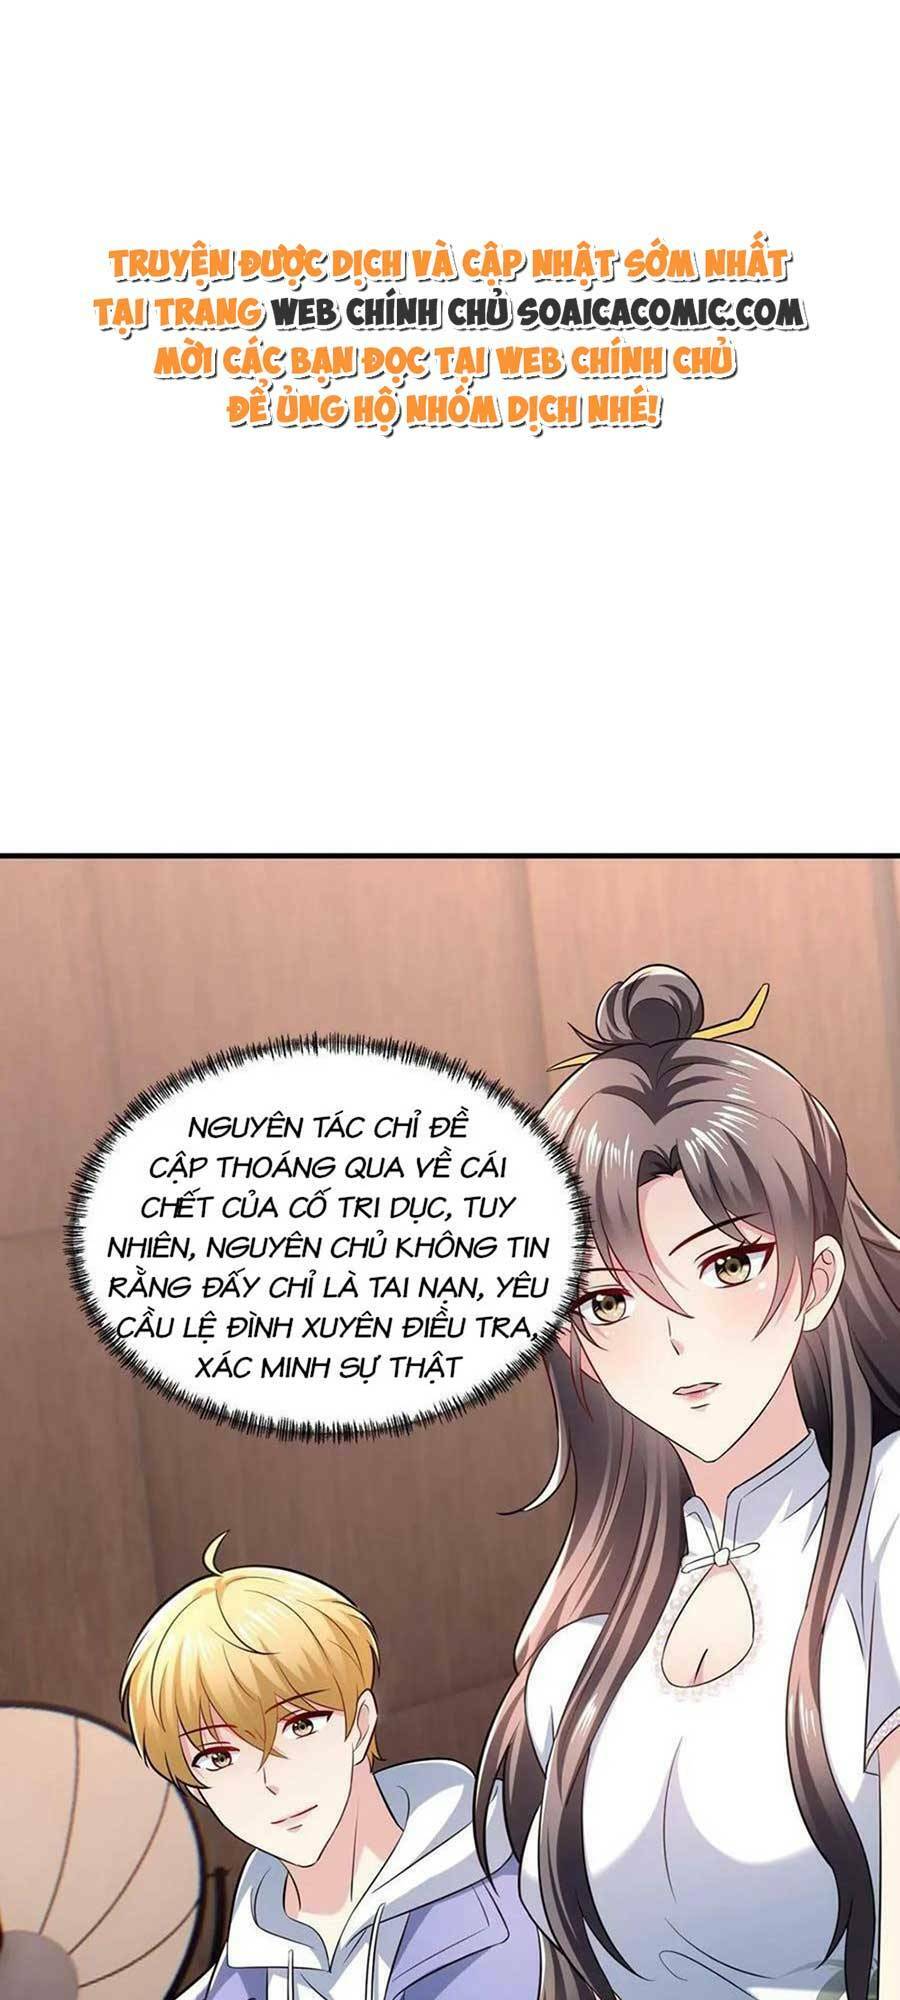 TRUYỆN ĐƯỢC DỊCH VÀ CẬP NHẬT SỚM NHẤT
TẠI TRANG WEB CHÍNH CHỦ SOAICACOMIC.COM
MỜI CÁC BẠN ĐỌC TẠI WEB CHÍNH CHỦ
ĐỂ ỦNG HỘ NHÓM DỊCH NHÉ!
NGUYÊN TÁC CHỈ ĐỀ
CẬP THOÁNG QUA VỀ CÁI
CHẾT CỦA CỐ TRI DỤC, TUY
NHIÊN, NGUYÊN CHỦ KHÔNG TIN
RẰNG ĐẤY CHỈ LÀ TAI NẠN, YÊU
CẦU LỆ ĐÌNH XUYÊN ĐIỀU TRA,
XÁC MINH SỰ THẬT